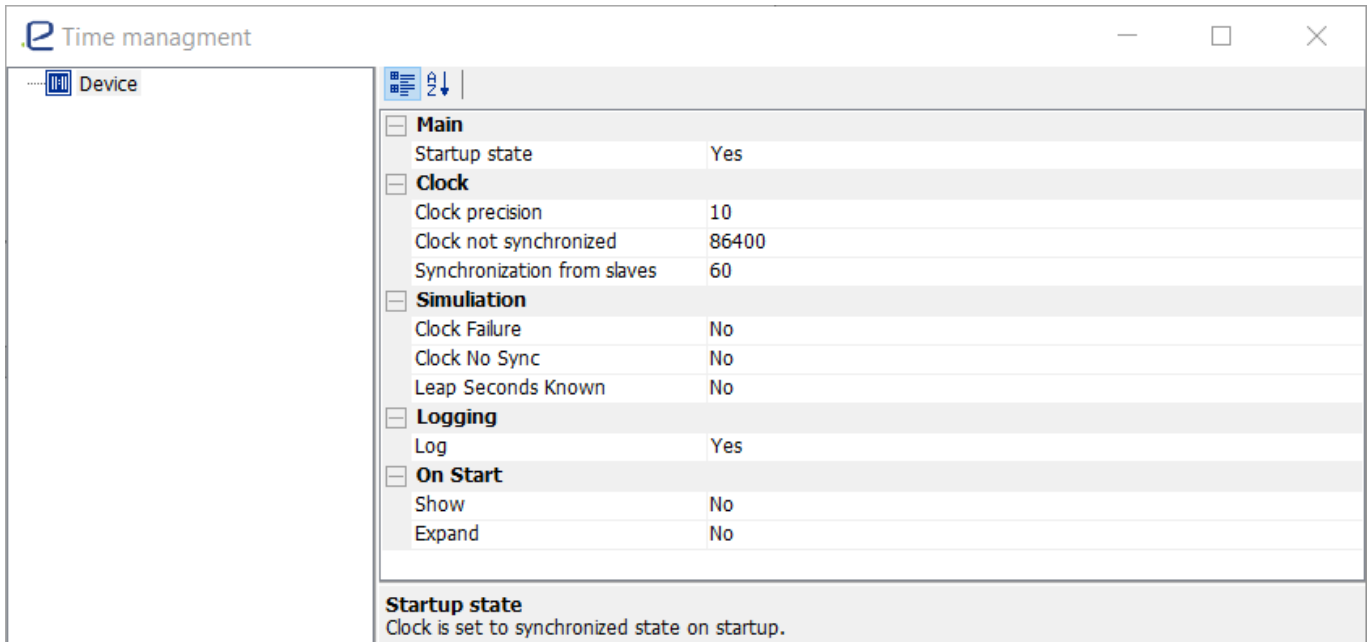 Time managment
Device
Main
Startup state Yes
Clock
Clock precision 10
Clock not synchronized 86400
Synchronization from slaves 60
Simuliation
Clock Failure No
Clock No Sync No
Leap Seconds Known No
Logging
Log Yes
On Start
Show No
Expand No
Startup state
Clock is set to synchronized state on startup.